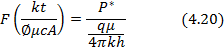 F (kt / ∅μcA) = P* / (qμ / 4πkh)    (4.20)